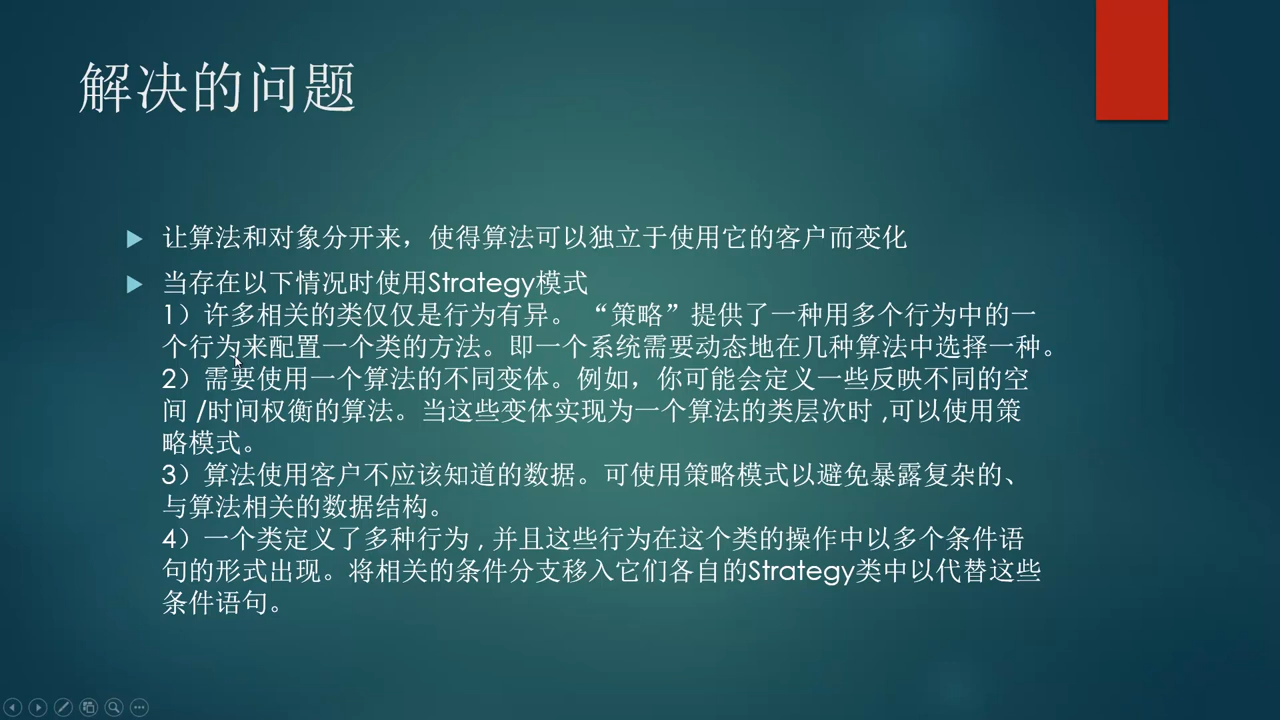 解决的问题
让算法和对象分开来，使得算法可以独立于使用它的客户而变化
当存在以下情况时使用Strategy模式
1）许多相关的类仅仅是行为有异。 “策略”提供了一种用多个行为中的一
个行为来配置一个类的方法。即一个系统需要动态地在几种算法中选择一种。
2）需要使用一个算法的不同变体。例如，你可能会定义一些反映不同的空
间 /时间权衡的算法。当这些变体实现为一个算法的类层次时 ,可以使用策
略模式。
3）算法使用客户不应该知道的数据。可使用策略模式以避免暴露复杂的、
与算法相关的数据结构。
4）一个类定义了多种行为 , 并且这些行为在这个类的操作中以多个条件语
句的形式出现。将相关的条件分支移入它们各自的Strategy类中以代替这些
条件语句。